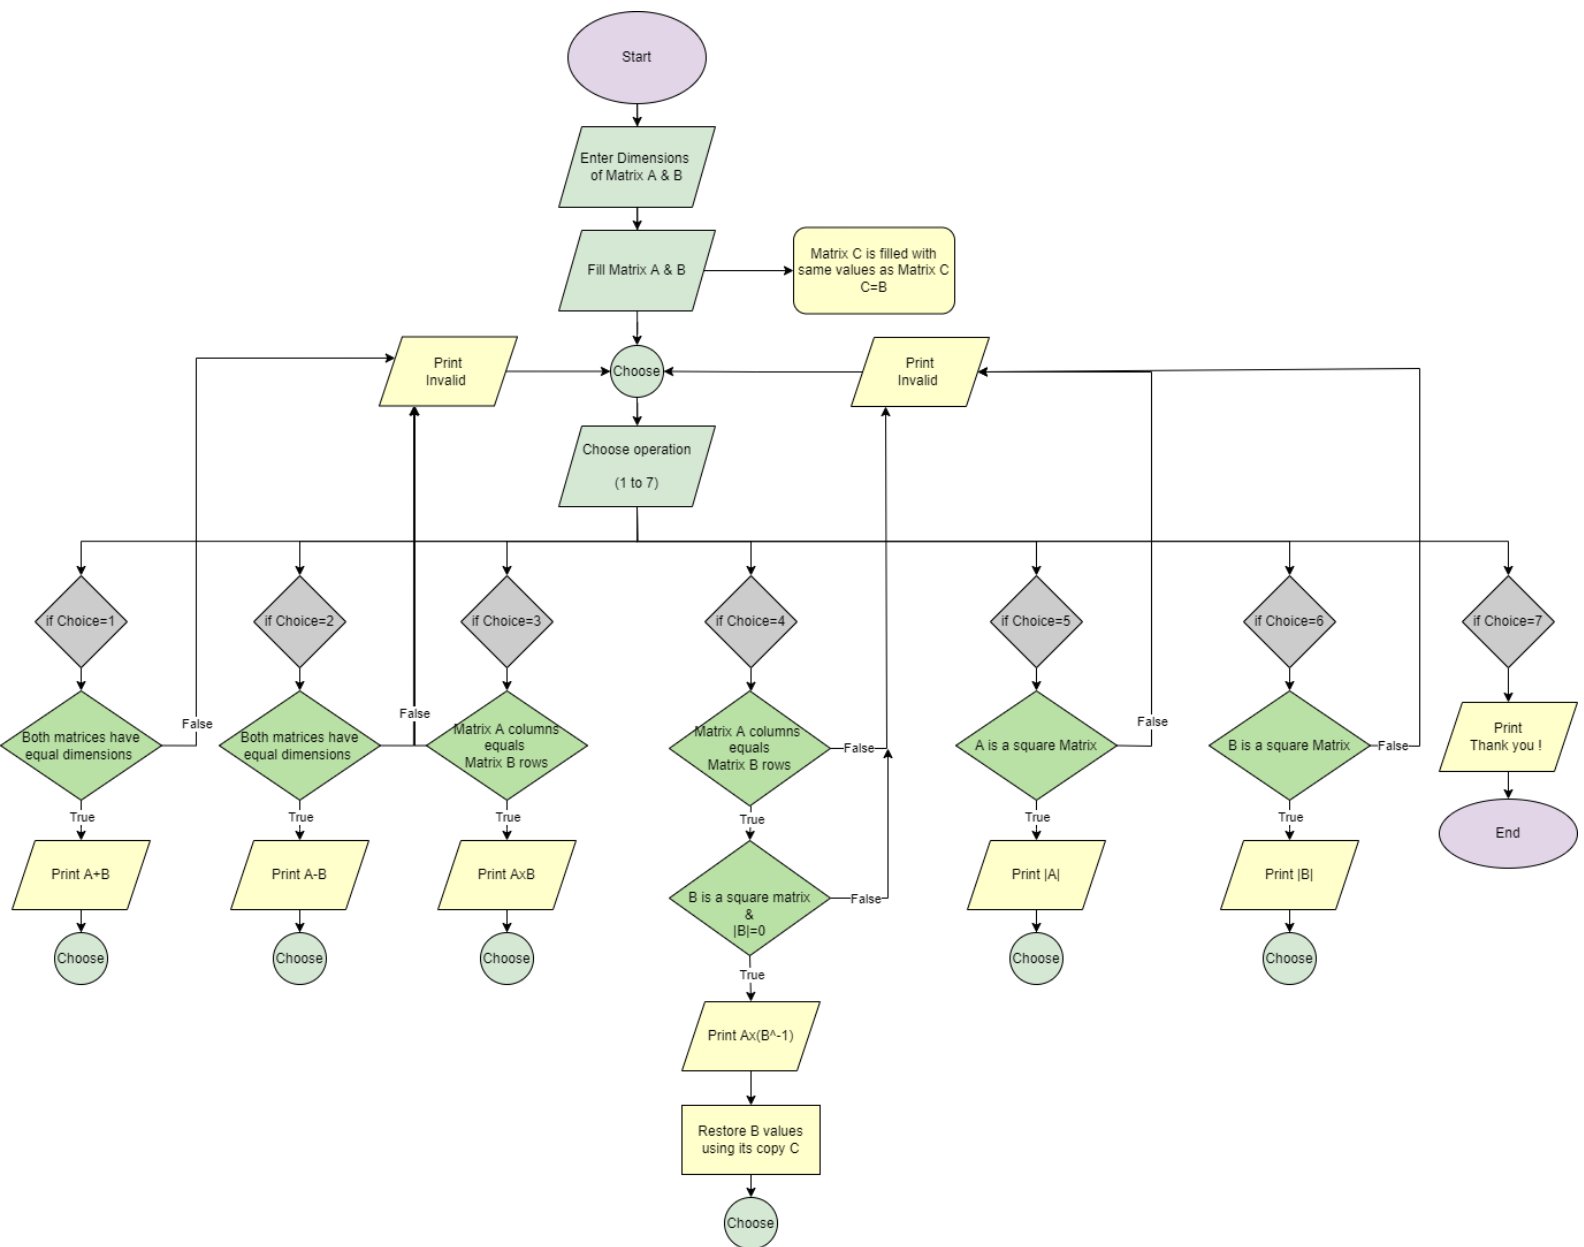 Start
Enter Dimensions
of Matrix A & B
Fill Matrix A & B
Matrix C is filled with
same values as Matrix C
C=B
Print
Invalid
Choose
Print
Invalid
Choose operation
(1 to 7)
if Choice=1
if Choice=2
if Choice=3
if Choice=4
if Choice=5
if Choice=6
if Choice=7
Both matrices have
equal dimensions
False
Both matrices have
equal dimensions
False
Matrix A columns
equals
Matrix B rows
Matrix A columns
equals
Matrix B rows
False
A is a square Matrix
False
B is a square Matrix
False
Print
Thank you !
True
True
True
True
True
True
Print A+B
Print A-B
Print AxB
B is a square matrix
&
|B|=0
False
Print |A|
Print |B|
End
Choose
Choose
Choose
Choose
Choose
True
Print Ax(B^-1)
Restore B values
using its copy C
Choose